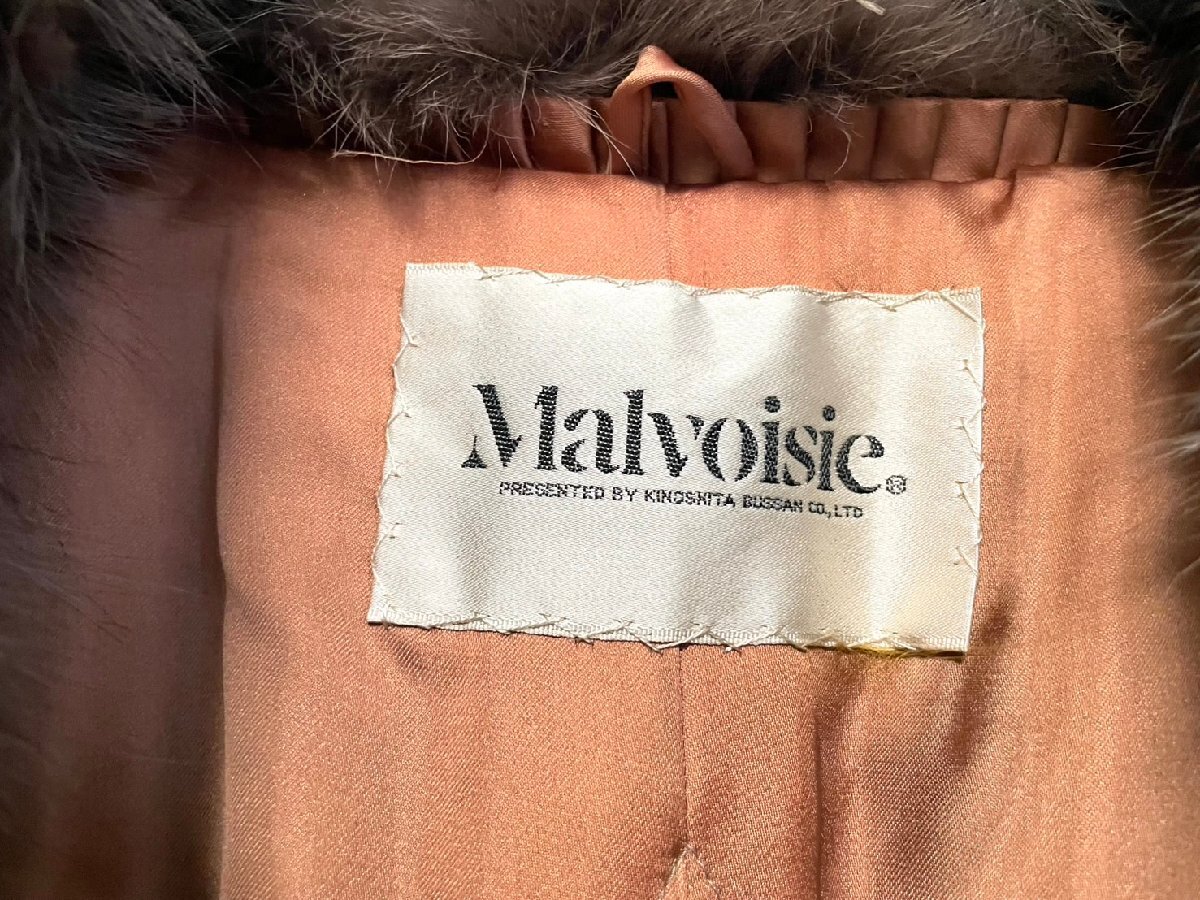 Malvoisie®
PRESENTED BY KINOSHITA BUSSAN CO., LTD